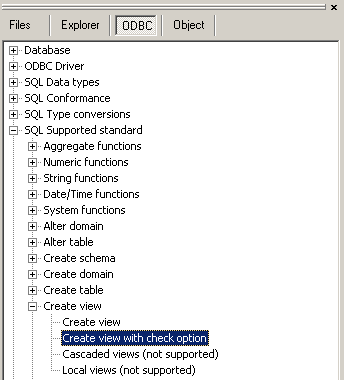 Files Explorer ODBC Object
Database
ODBC Driver
SQL Data types
SQL Conformance
SQL Type conversions
SQL Supported standard
Aggregate functions
Numeric functions
String functions
Date/Time functions
System functions
Alter domain
Alter table
Create schema
Create domain
Create table
Create view
Create view
Create view with check option
Cascaded views (not supported)
Local views (not supported)